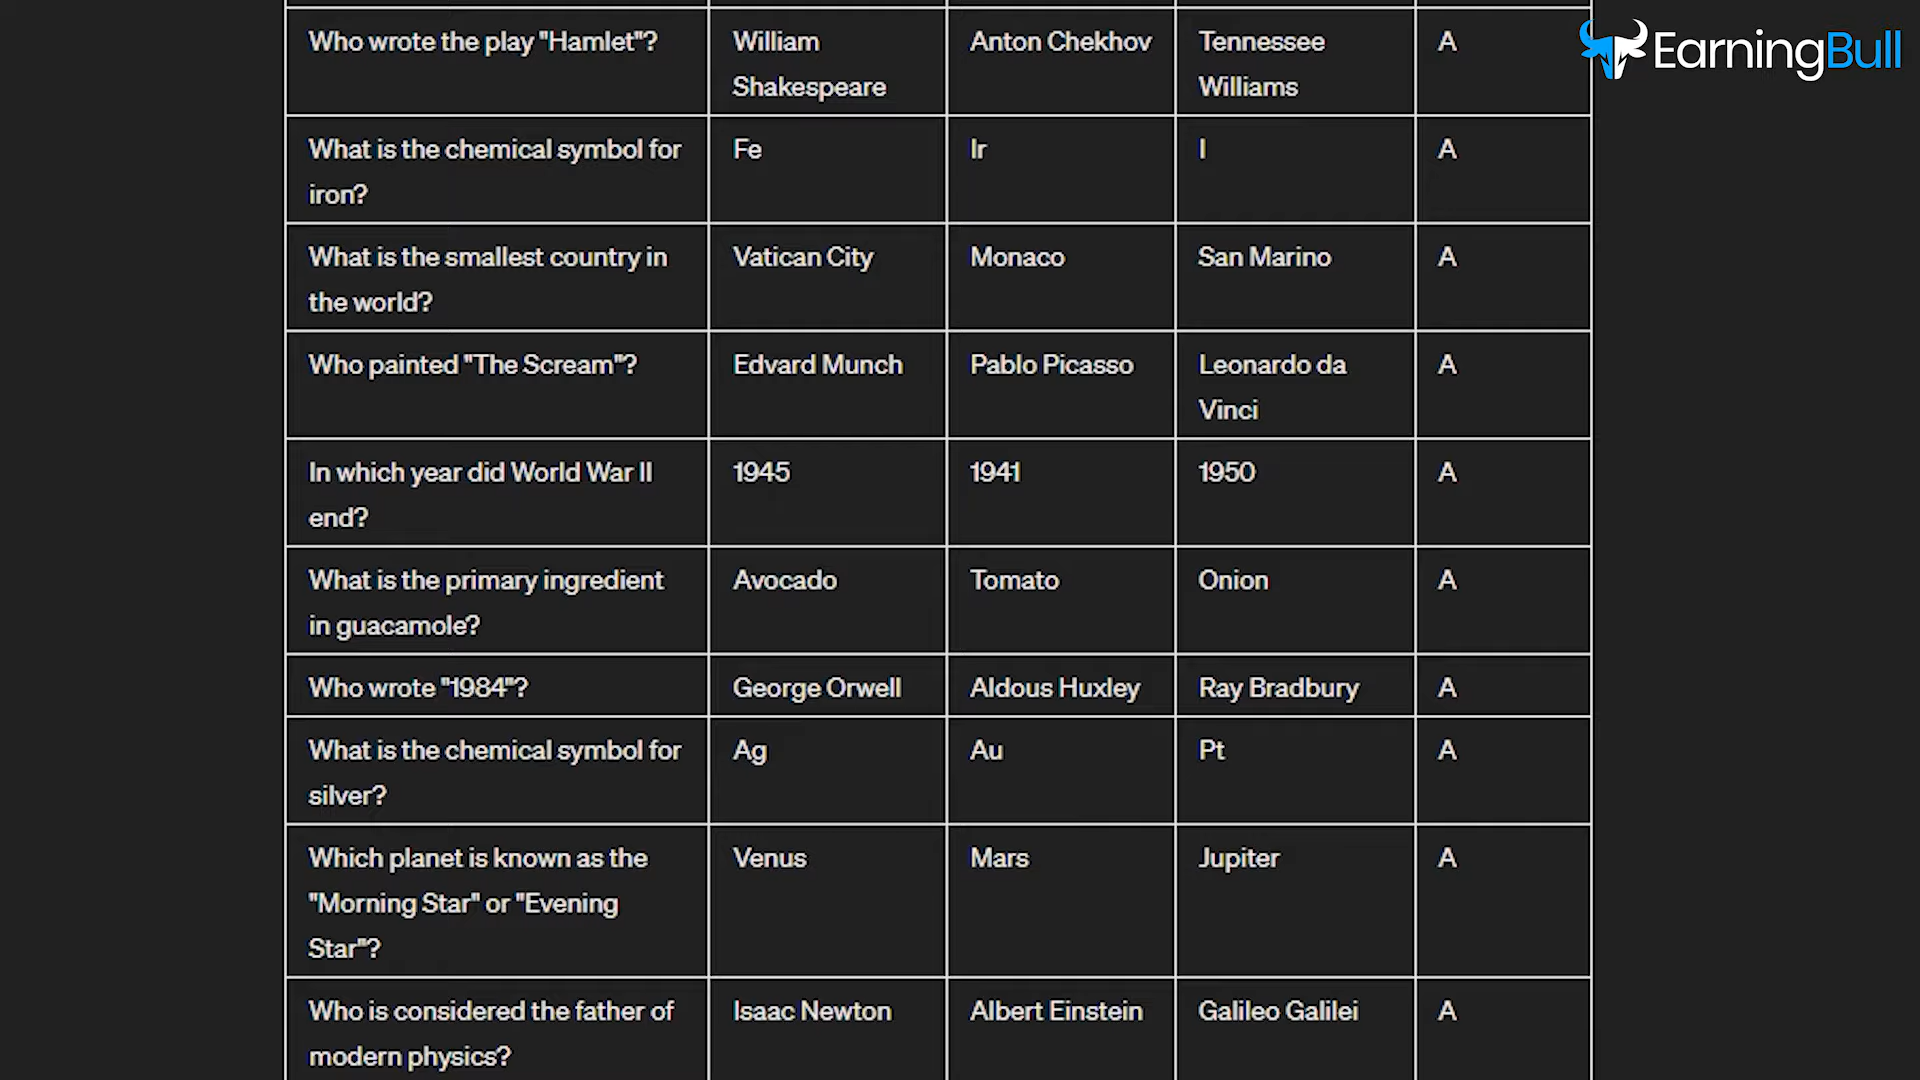 EarningBull
Who wrote the play "Hamlet"? William Anton Chekhov Tennessee A
Shakespeare Williams
What is the chemical symbol for Fe Ir I A
iron?
What is the smallest country in Vatican City Monaco San Marino A
the world?
Who painted "The Scream"? Edvard Munch Pablo Picasso Leonardo da A
Vinci
In which year did World War II 1945 1941 1950 A
end?
What is the primary ingredient Avocado Tomato Onion A
in guacamole?
Who wrote "1984"? George Orwell Aldous Huxley Ray Bradbury A
What is the chemical symbol for Ag Au Pt A
silver?
Which planet is known as the Venus Mars Jupiter A
"Morning Star" or "Evening
Star"?
Who is considered the father of Isaac Newton Albert Einstein Galileo Galilei A
modern physics?